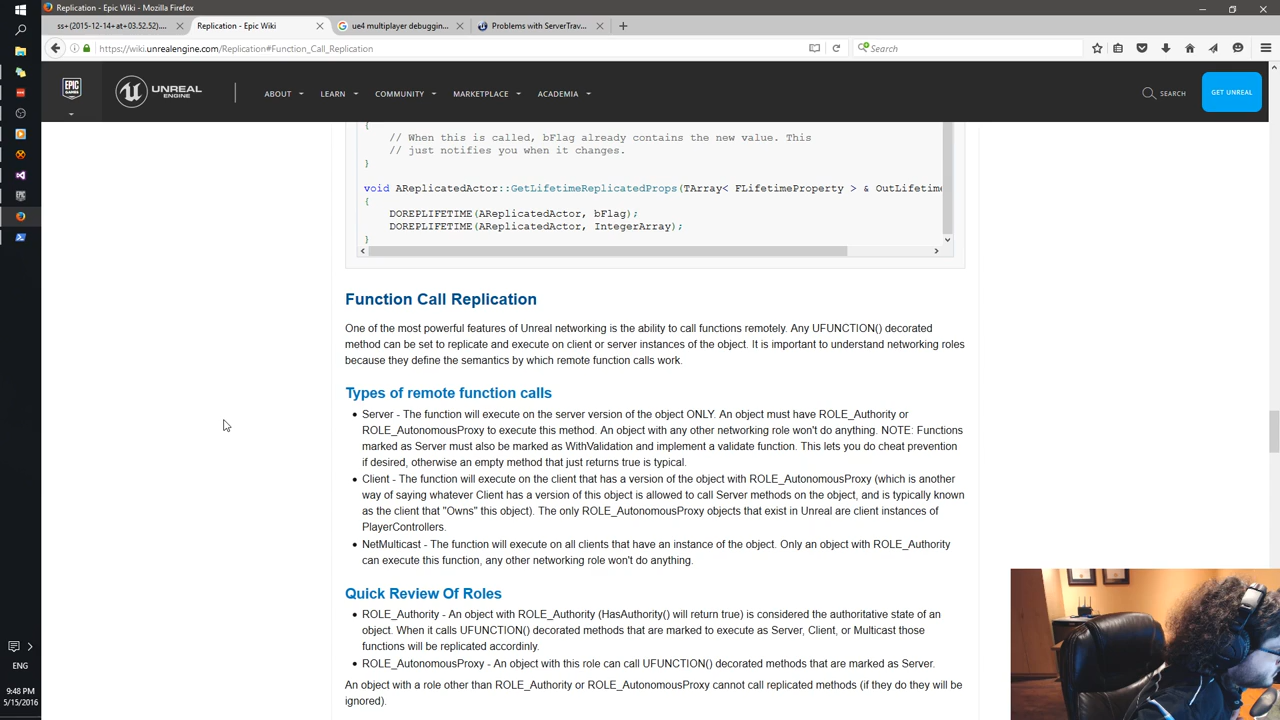 Replication - Epic Wiki - Mozilla Firefox
ss+(2015-12-14+at+03.52.52)....
Replication - Epic Wiki
ue4 multiplayer debugging...
Problems with ServerTrav...
https://wiki.unrealengine.com/Replication#Function_Call_Replication
Search
EPIC GAMES
UNREAL ENGINE
ABOUT
LEARN
COMMUNITY
MARKETPLACE
ACADEMIA
SEARCH
GET UNREAL
{
// When this is called, bFlag already contains the new value. This
// just notifies you when it changes.
}
void AReplicatedActor::GetLifetimeReplicatedProps(TArray< FLifetimeProperty > & OutLifetime
{
DOREPLIFETIME(AReplicatedActor, bFlag);
DOREPLIFETIME(AReplicatedActor, IntegerArray);
}
Function Call Replication
One of the most powerful features of Unreal networking is the ability to call functions remotely. Any UFUNCTION() decorated
method can be set to replicate and execute on client or server instances of the object. It is important to understand networking roles
because they define the semantics by which remote function calls work.
Types of remote function calls
• Server - The function will execute on the server version of the object ONLY. An object must have ROLE_Authority or
ROLE_AutonomousProxy to execute this method. An object with any other networking role won't do anything. NOTE: Functions
marked as Server must also be marked as WithValidation and implement a validate function. This lets you do cheat prevention
if desired, otherwise an empty method that just returns true is typical.
• Client - The function will execute on the client that has a version of the object with ROLE_AutonomousProxy (which is another
way of saying whatever Client has a version of this object is allowed to call Server methods on the object, and is typically known
as the client that "Owns" this object). The only ROLE_AutonomousProxy objects that exist in Unreal are client instances of
PlayerControllers.
• NetMulticast - The function will execute on all clients that have an instance of the object. Only an object with ROLE_Authority
can execute this function, any other networking role won't do anything.
Quick Review Of Roles
• ROLE_Authority - An object with ROLE_Authority (HasAuthority() will return true) is considered the authoritative state of an
object. When it calls UFUNCTION() decorated methods that are marked to execute as Server, Client, or Multicast those
functions will be replicated accordinly.
• ROLE_AutonomousProxy - An object with this role can call UFUNCTION() decorated methods that are marked as Server.
An object with a role other than ROLE_Authority or ROLE_AutonomousProxy cannot call replicated methods (if they do they will be
ignored).
ENG
9:48 PM
5/15/2016